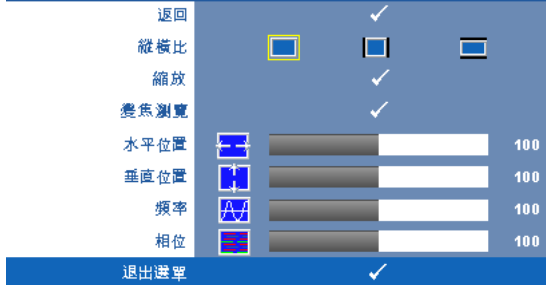 返回
縱橫比
縮放
變焦瀏覽
水平位置 100
垂直位置 100
頻率 100
相位 100
退出選單